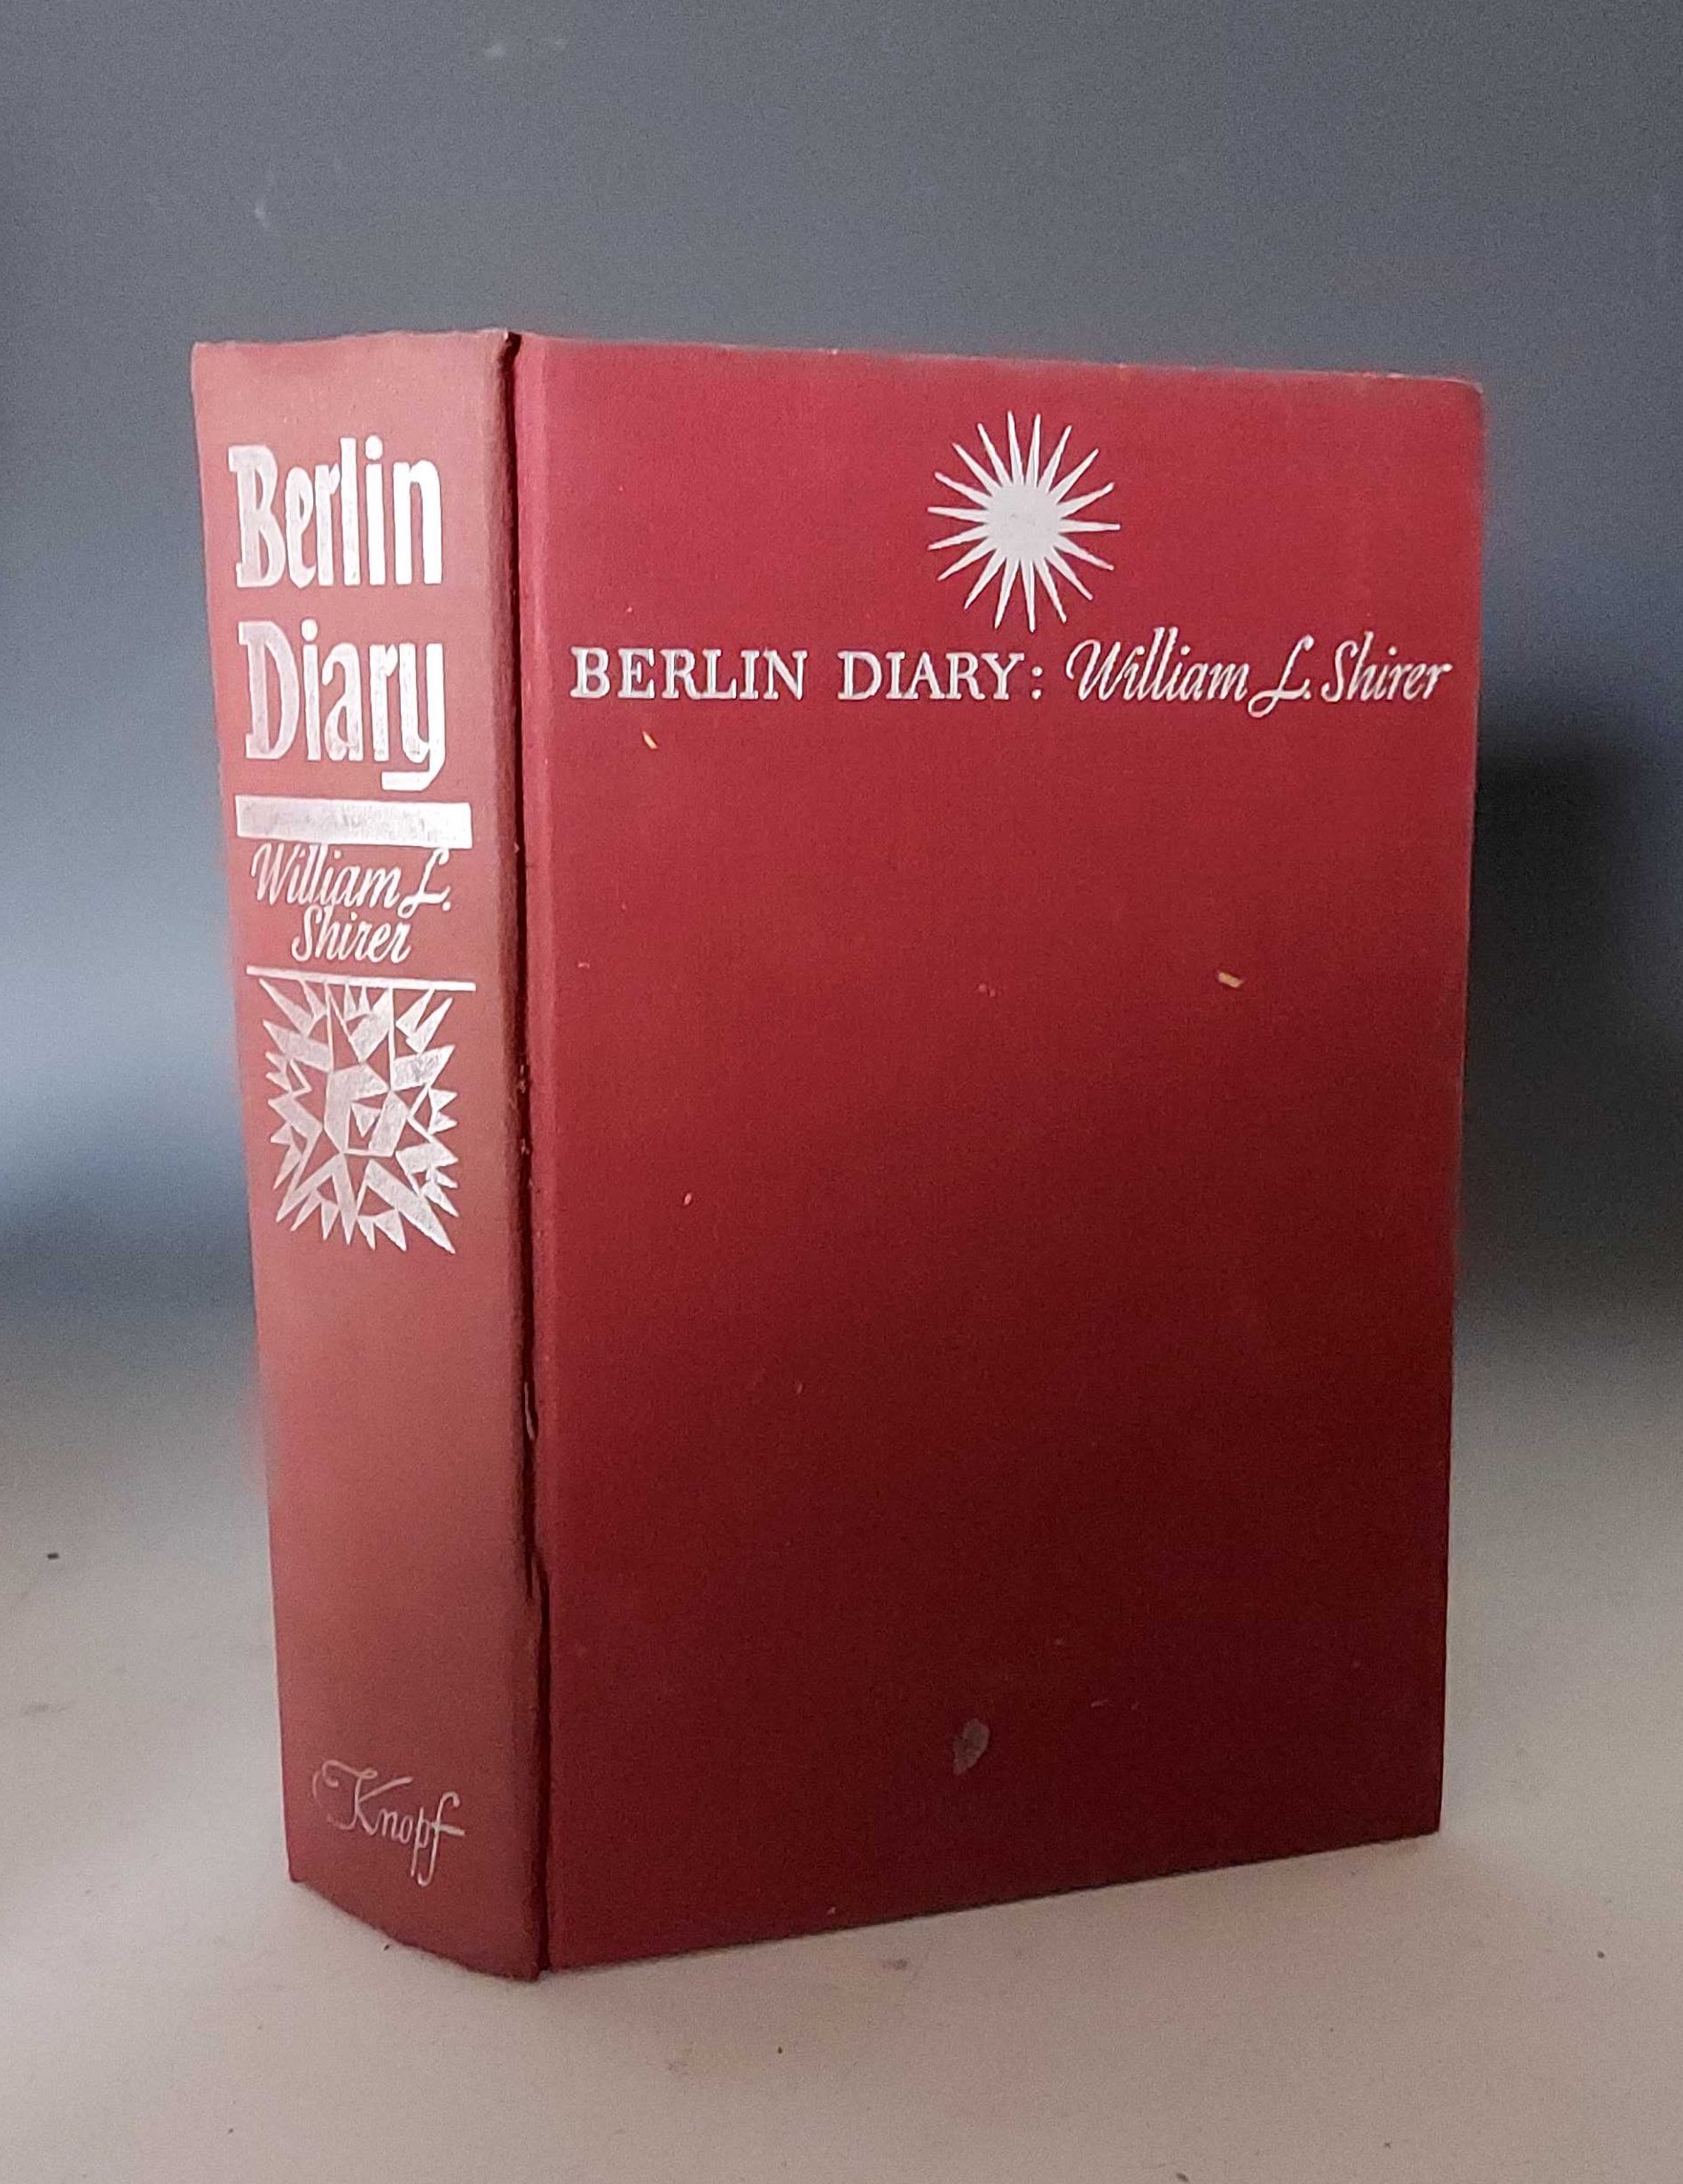 Berlin
Diary
William L.
Shirer
Knopf
BERLIN DIARY: William L. Shirer